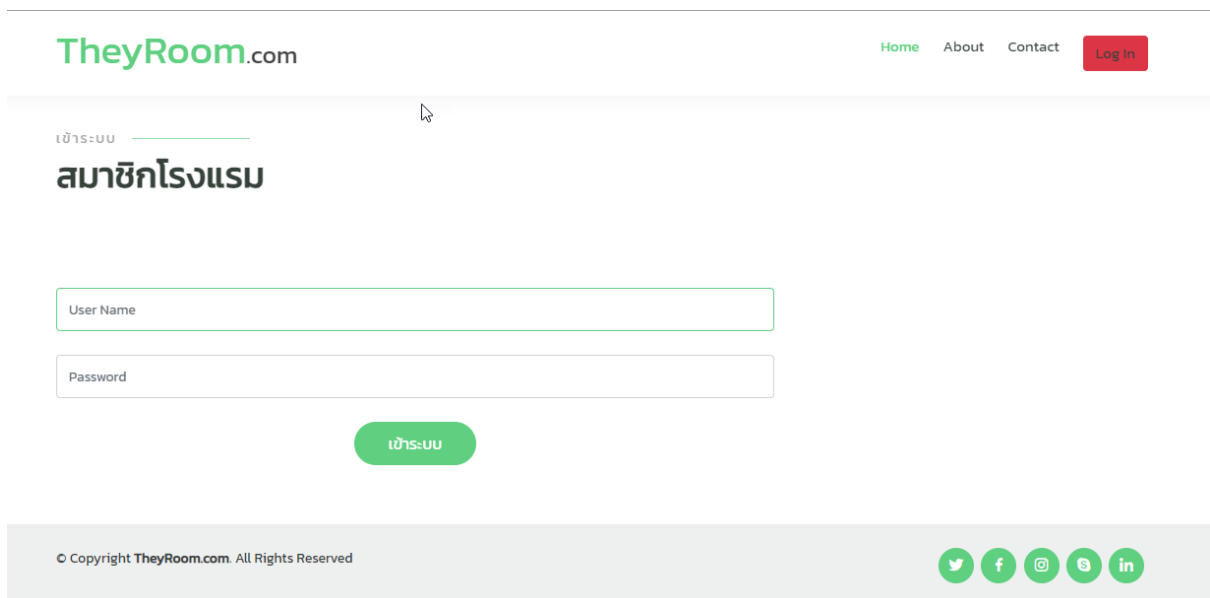 TheyRoom.com
Home About Contact Log In
เข้าระบบ
สมาชิกโรงแรม
User Name
Password
เข้าระบบ
© Copyright TheyRoom.com. All Rights Reserved